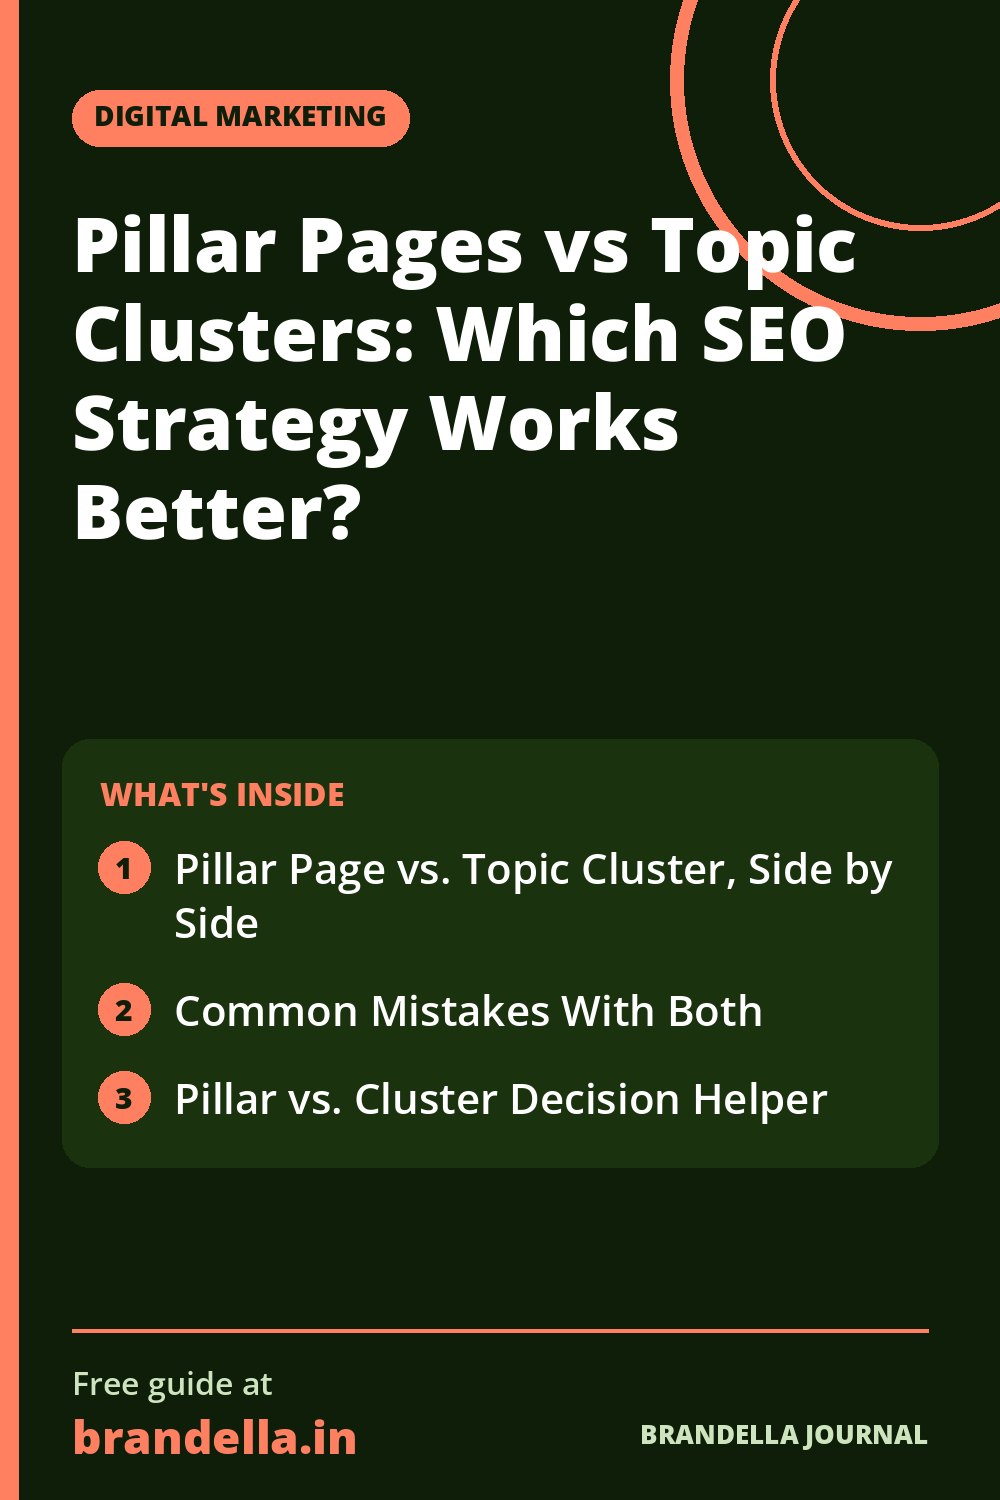 DIGITAL MARKETING
Pillar Pages vs Topic
Clusters: Which SEO
Strategy Works
Better?
WHAT'S INSIDE
1 Pillar Page vs. Topic Cluster, Side by
Side
2 Common Mistakes With Both
3 Pillar vs. Cluster Decision Helper
Free guide at
brandella.in
BRANDELLA JOURNAL